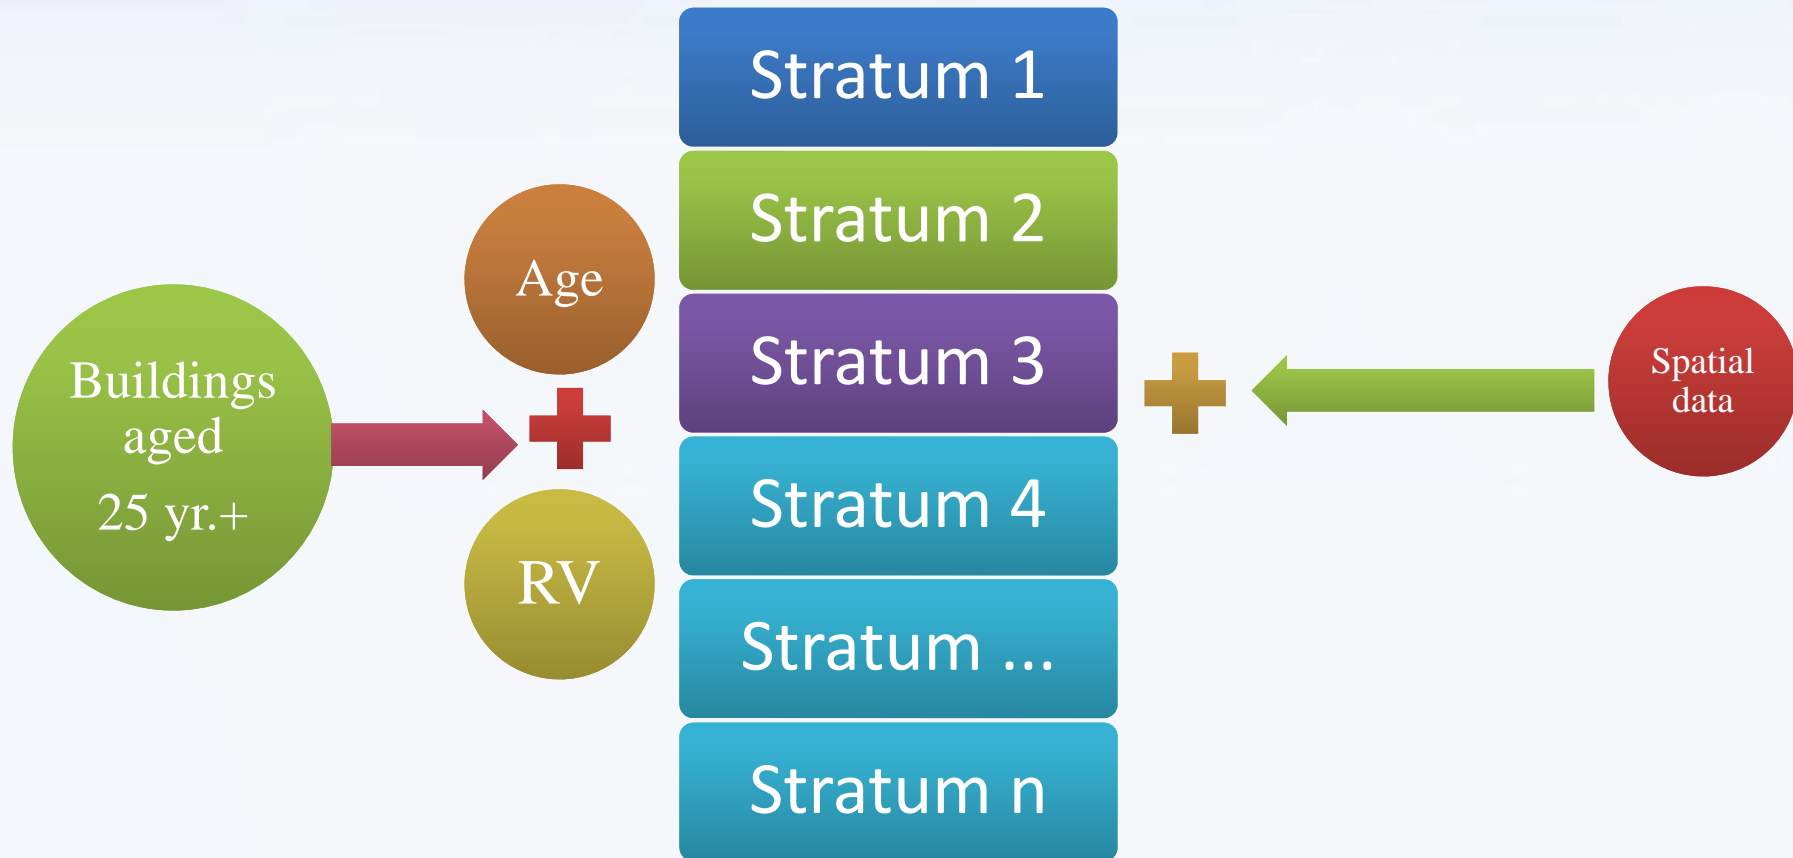 Buildings
aged
25 yr.+
Age
RV
Stratum 1
Stratum 2
Stratum 3
Stratum 4
Stratum ...
Stratum n
Spatial
data